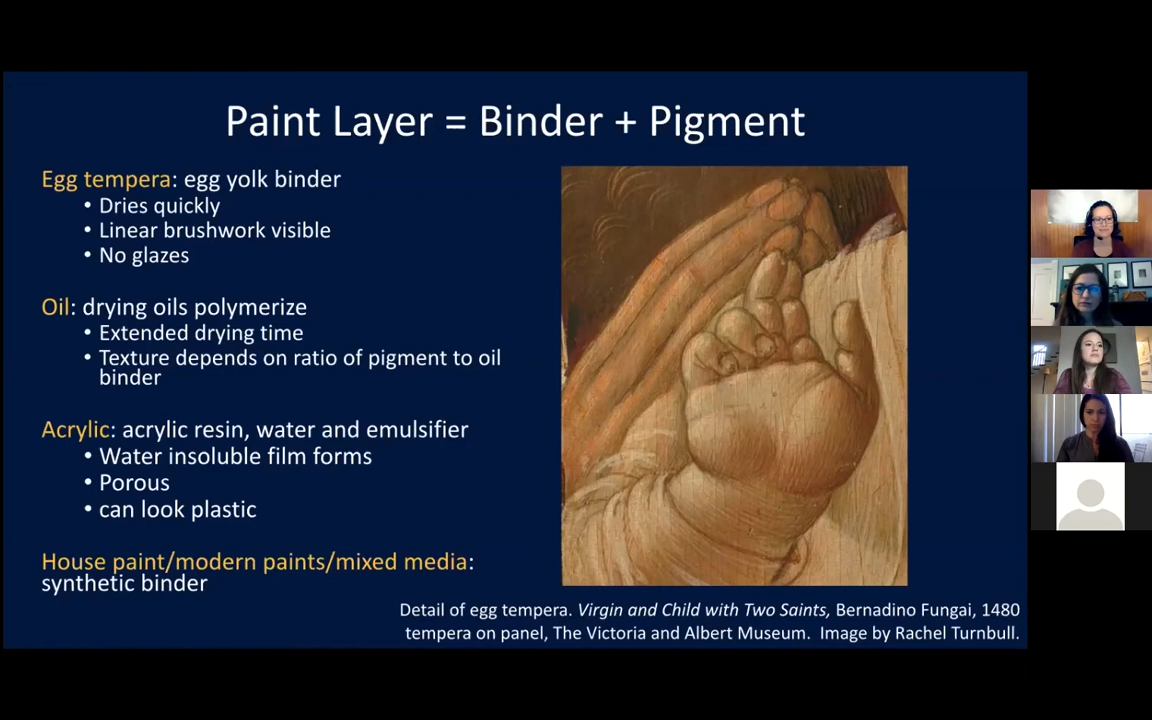 Paint Layer = Binder + Pigment
Egg tempera: egg yolk binder
• Dries quickly
• Linear brushwork visible
• No glazes
Oil: drying oils polymerize
• Extended drying time
• Texture depends on ratio of pigment to oil
binder
Acrylic: acrylic resin, water and emulsifier
• Water insoluble film forms
• Porous
• can look plastic
House paint/modern paints/mixed media:
synthetic binder
Detail of egg tempera. Virgin and Child with Two Saints, Bernadino Fungai, 1480
tempera on panel, The Victoria and Albert Museum.  Image by Rachel Turnbull.